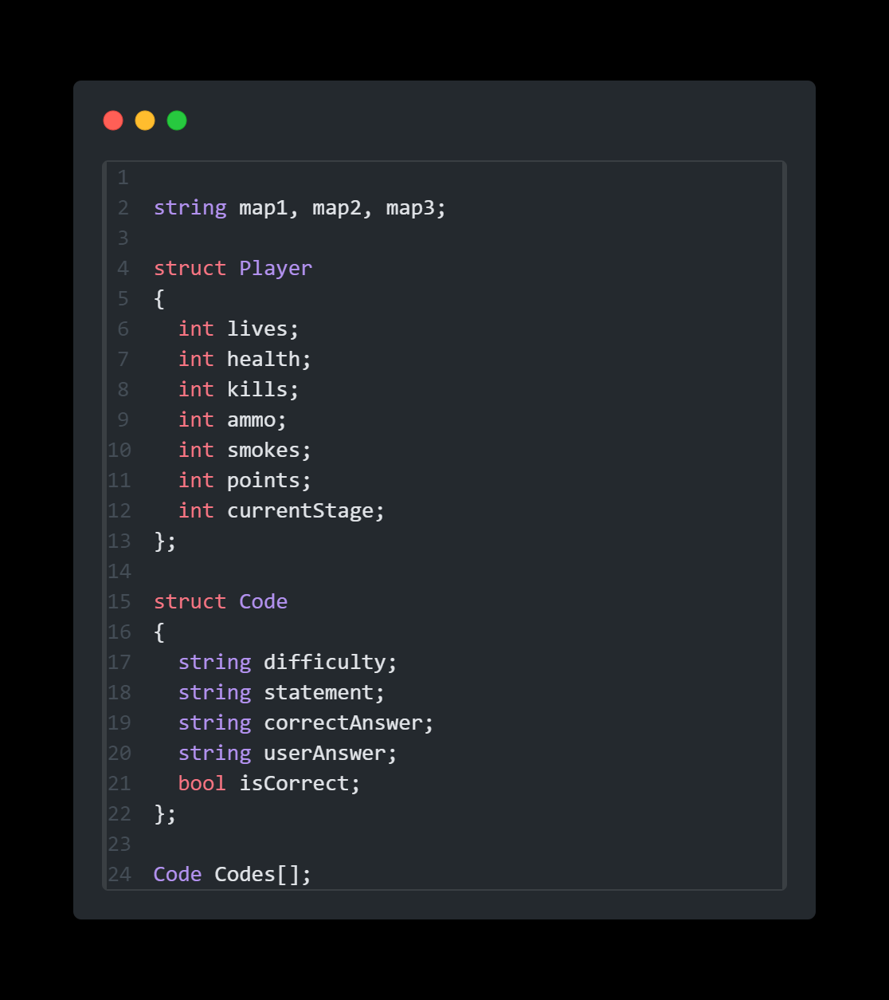 1
2 string map1, map2, map3;
3
4 struct Player
5 {
6   int lives;
7   int health;
8   int kills;
9   int ammo;
10   int smokes;
11   int points;
12   int currentStage;
13 };
14
15 struct Code
16 {
17   string difficulty;
18   string statement;
19   string correctAnswer;
20   string userAnswer;
21   bool isCorrect;
22 };
23
24 Code Codes[];